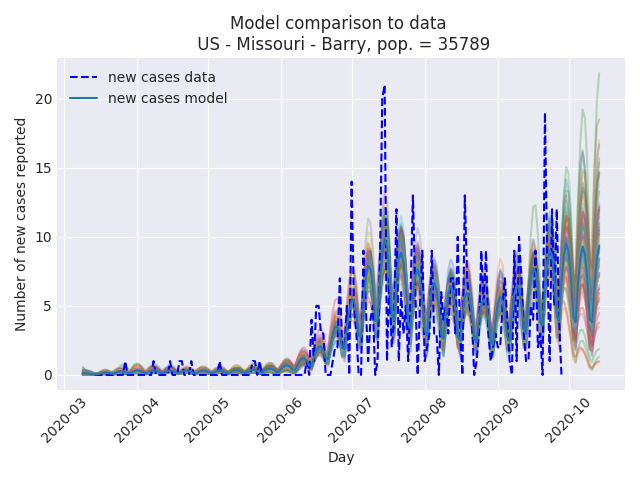 Model comparison to data
US - Missouri - Barry, pop. = 35789
new cases data
new cases model
Number of new cases reported
20
15
10
5
0
2020-03
2020-04
2020-05
2020-06
2020-07
2020-08
2020-09
2020-10
Day